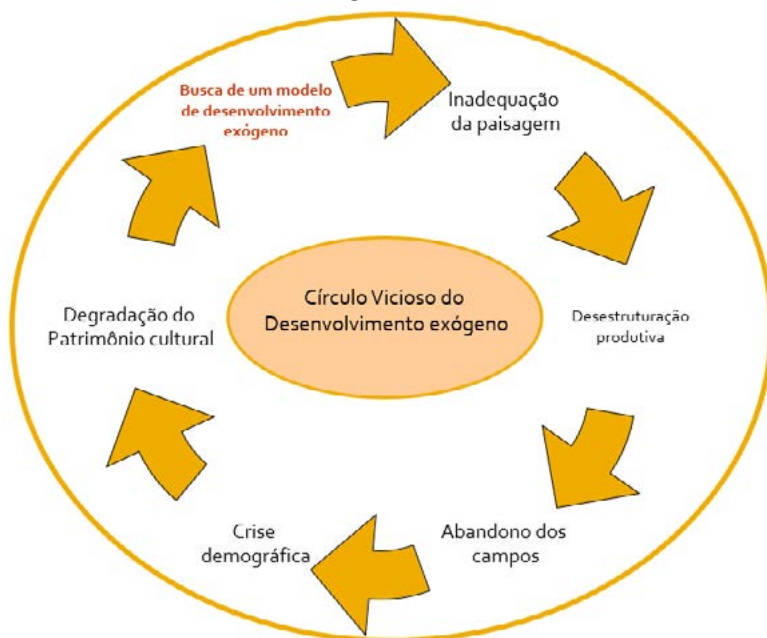 Busca de um modelo
de desenvolvimento
exógeno
Inadequação
da paisagem
Desestruturação
produtiva
Abandono dos
campos
Crise
demográfica
Degradação do
Patrimônio cultural
Círculo Vicioso do
Desenvolvimento exógeno